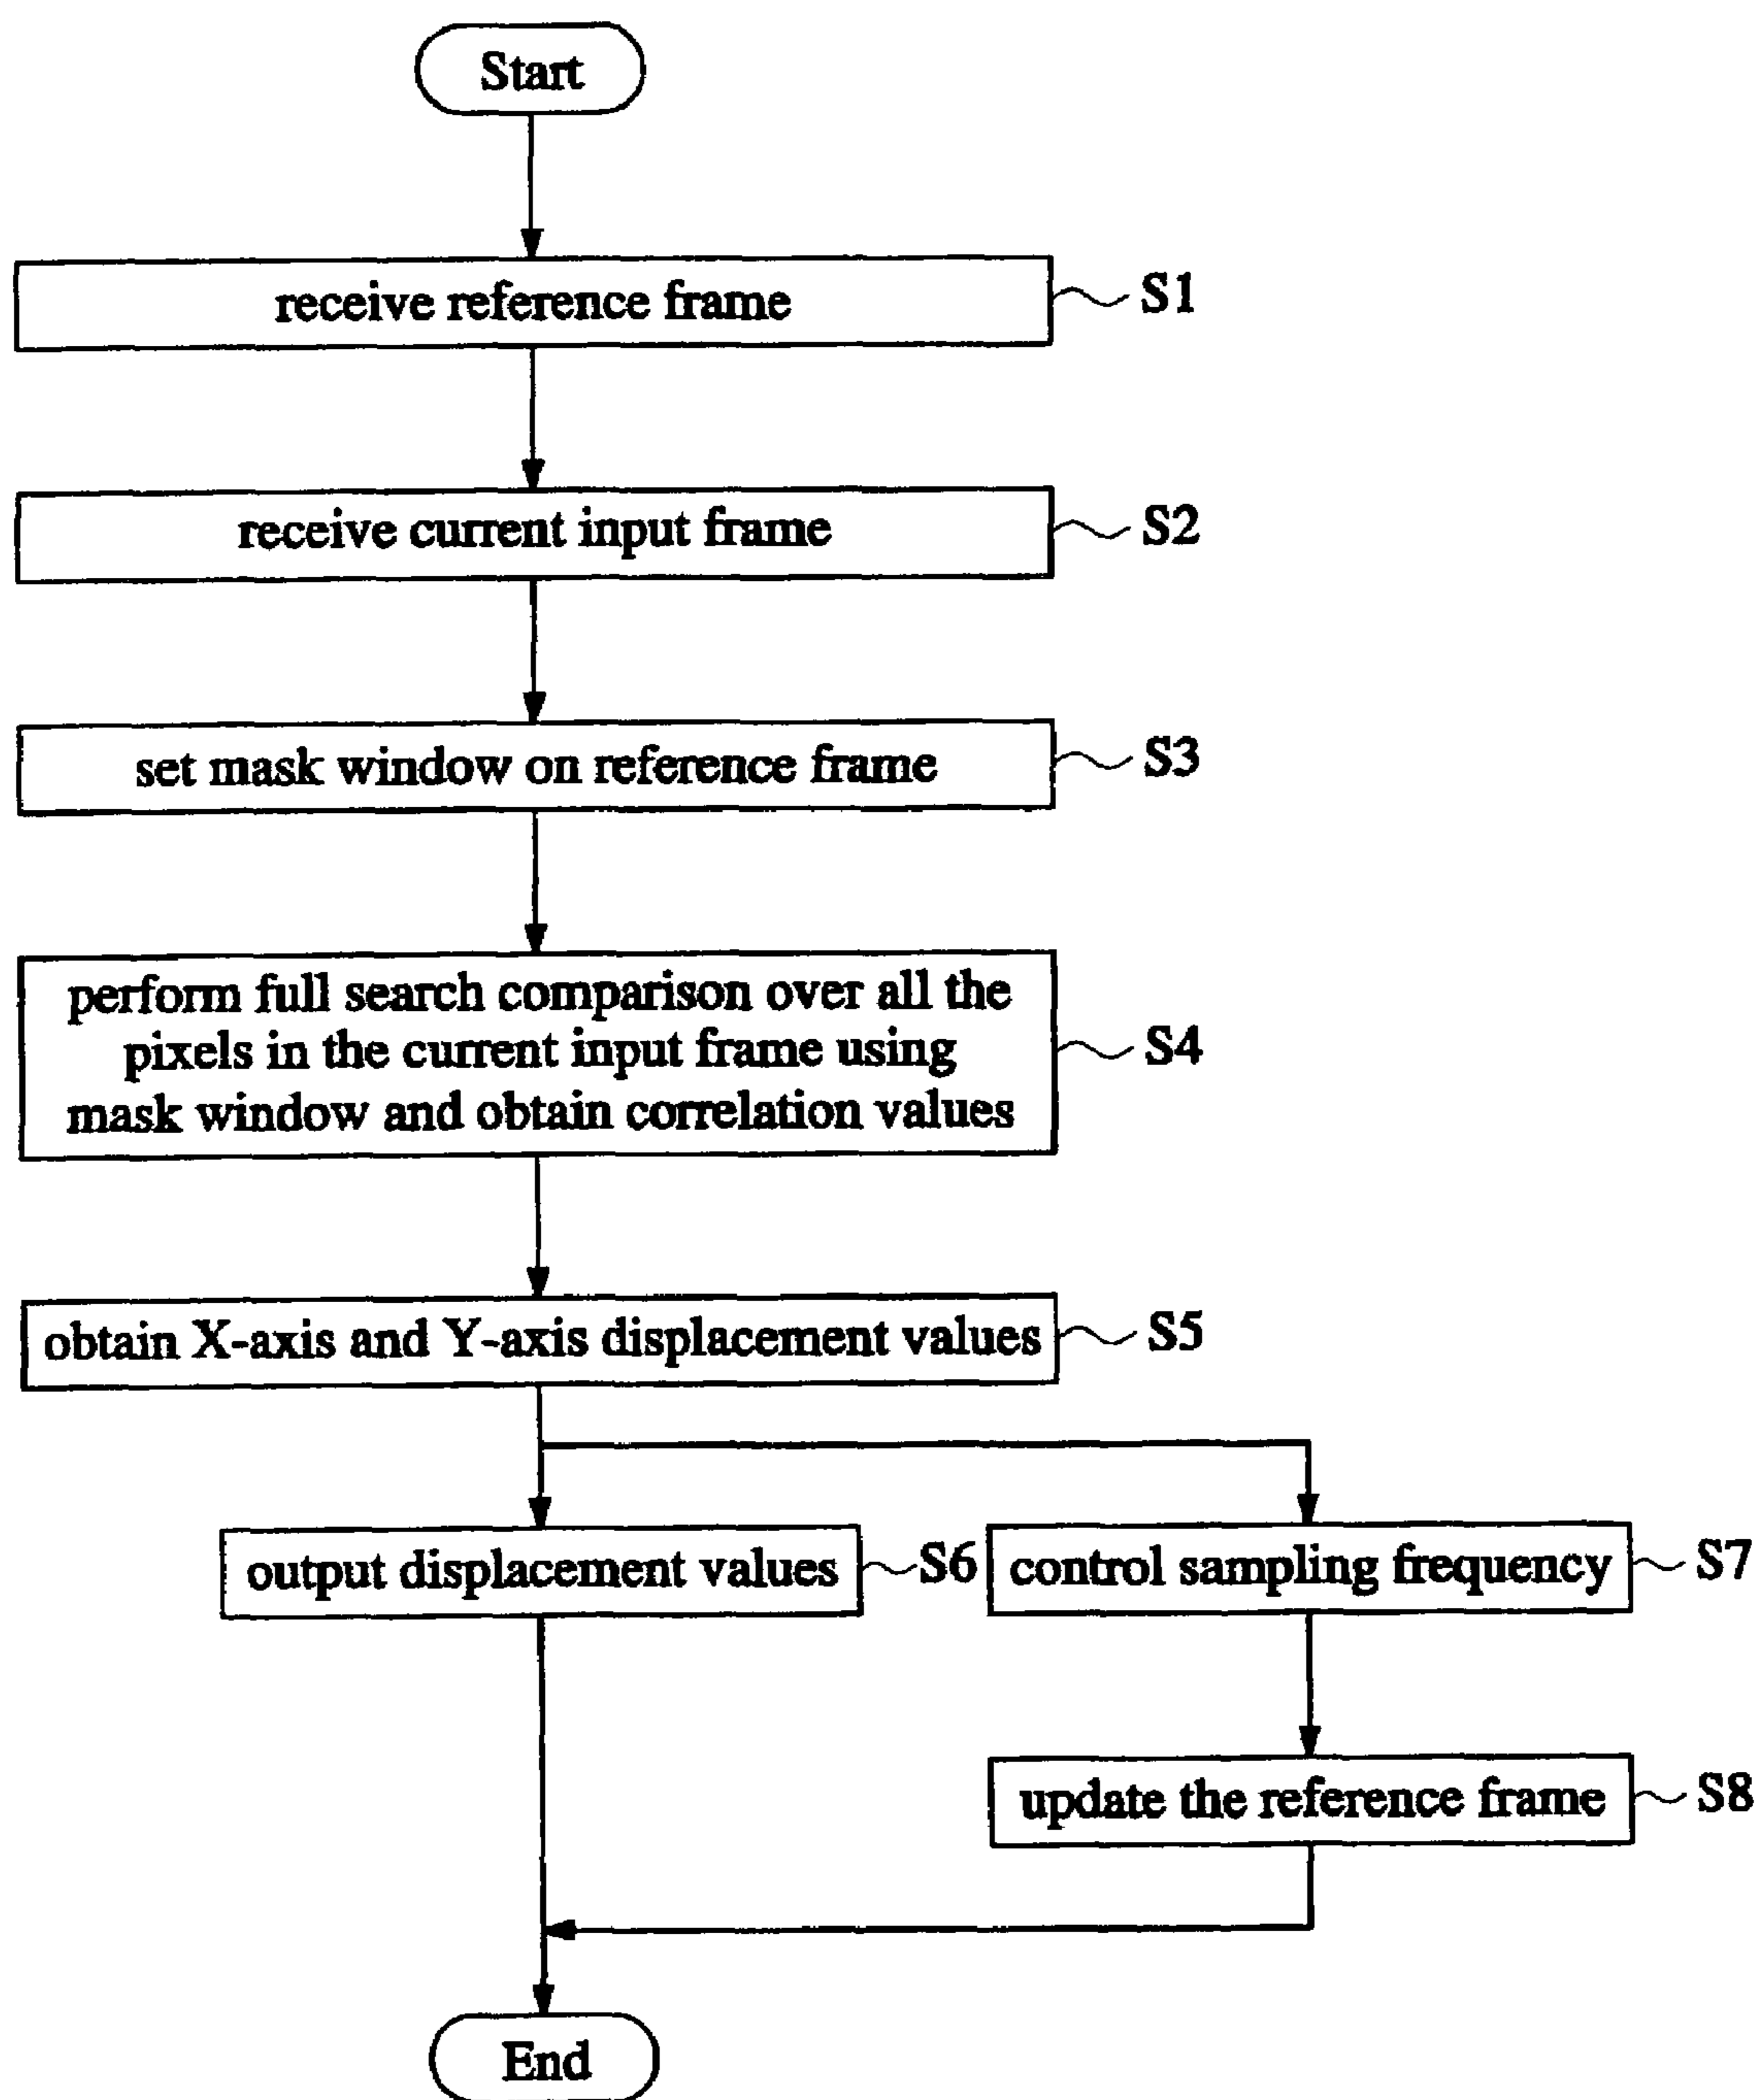 Start
receive reference frame
S1
receive current input frame
S2
set mask window on reference frame
S3
perform full search comparison over all the
pixels in the current input frame using
mask window and obtain correlation values
S4
obtain X-axis and Y-axis displacement values
S5
output displacement values
S6
control sampling frequency
S7
update the reference frame
S8
End